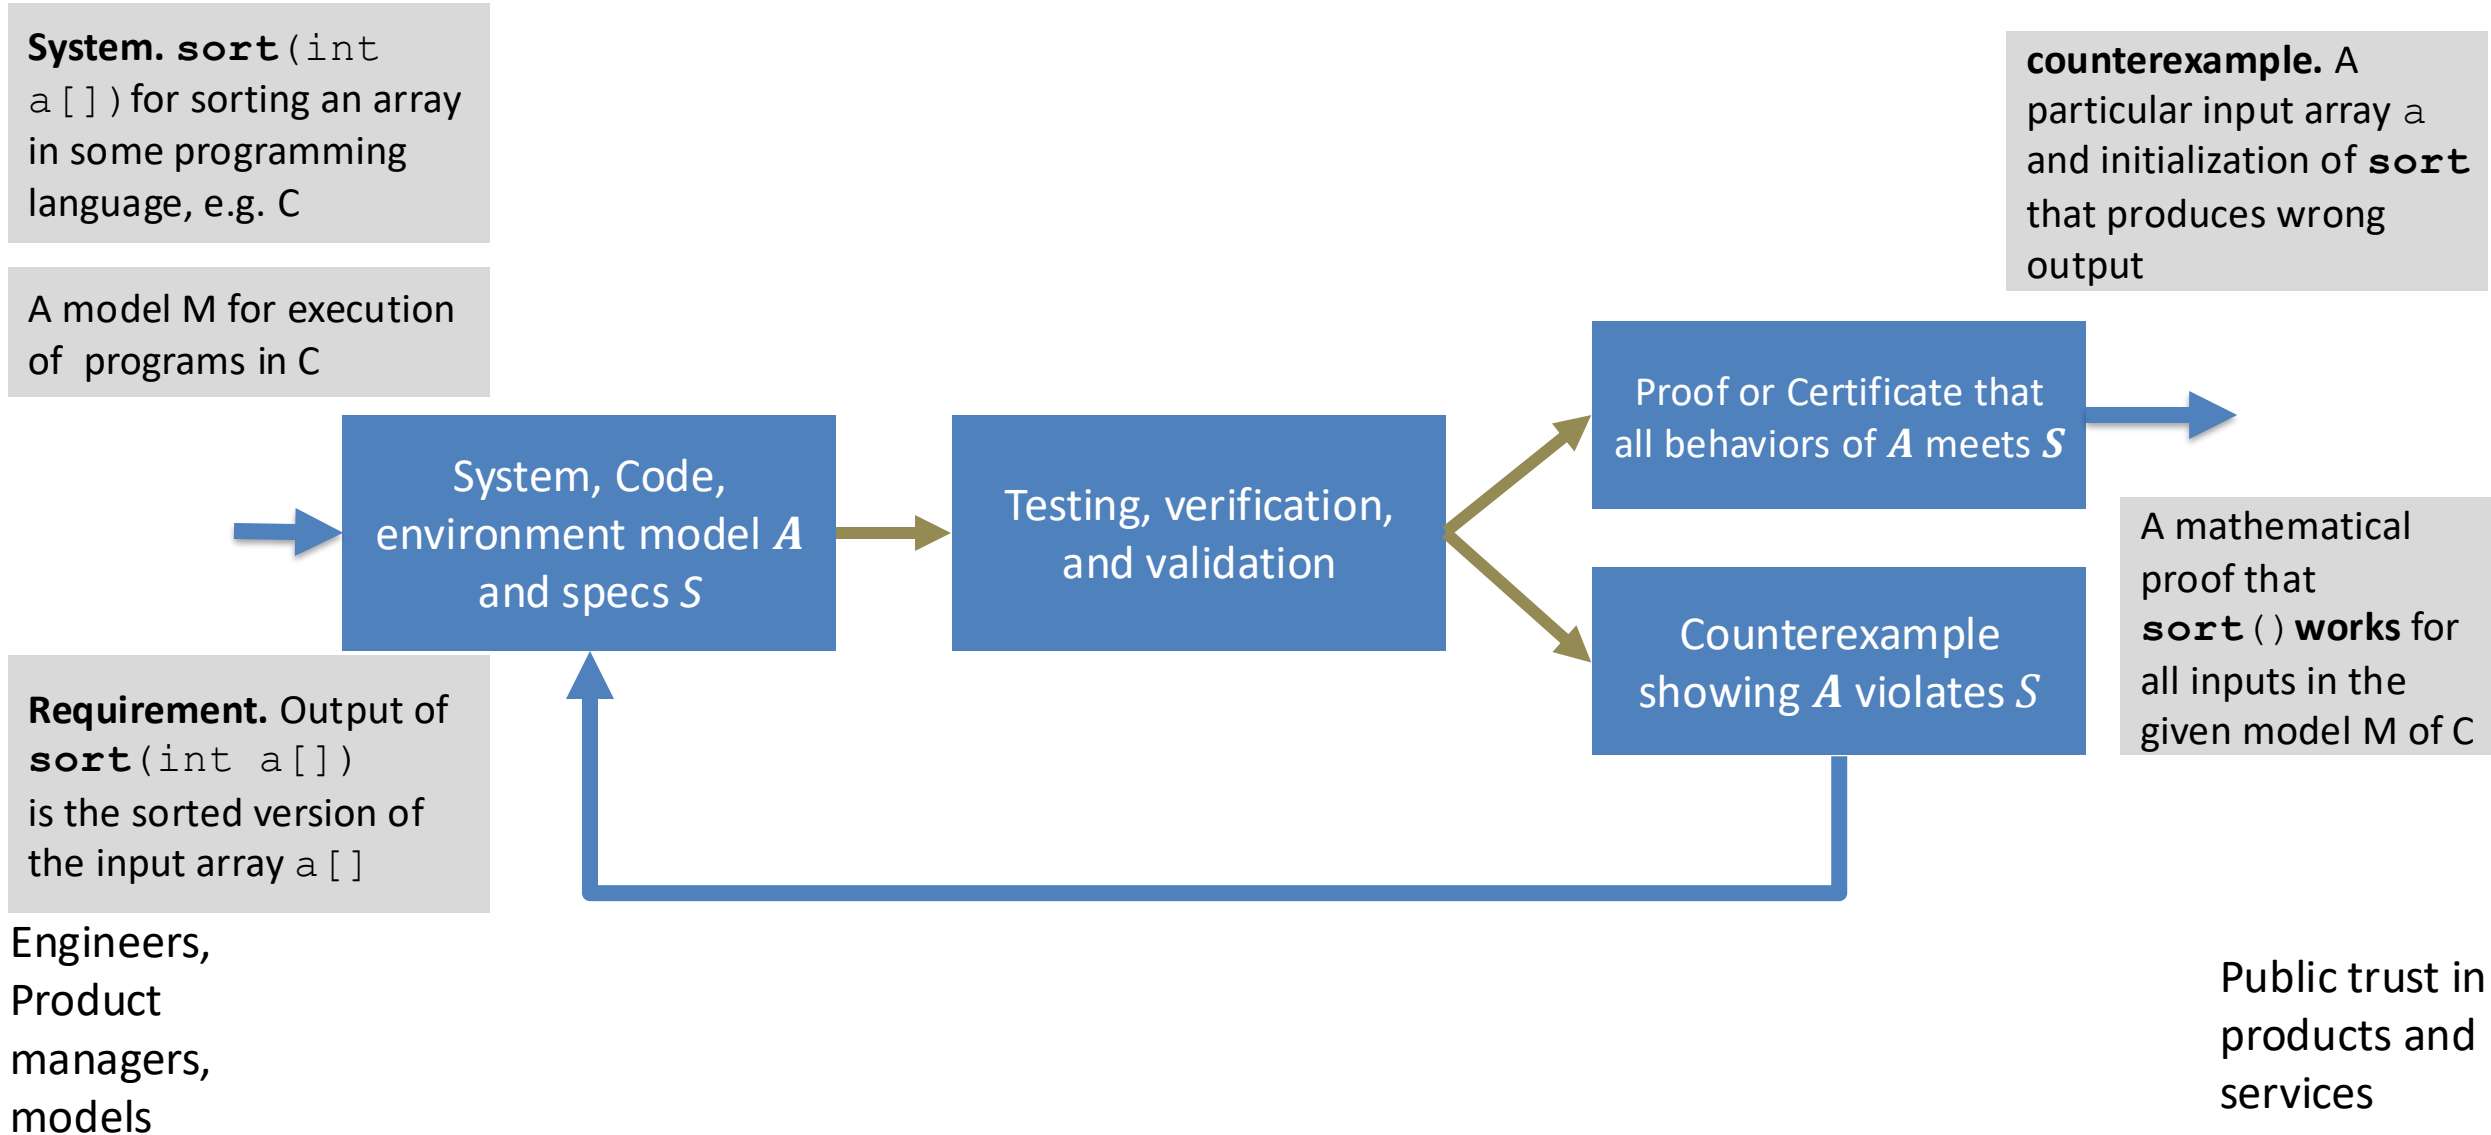 System. sort(int
a[]) for sorting an array
in some programming
language, e.g. C
A model M for execution
of programs in C
Requirement. Output of
sort(int a[])
is the sorted version of
the input array a[]
Engineers,
Product
managers,
models
System, Code,
environment model A
and specs S
Testing, verification,
and validation
Proof or Certificate that
all behaviors of A meets S
Counterexample
showing A violates S
counterexample. A
particular input array a
and initialization of sort
that produces wrong
output
A mathematical
proof that
sort() works for
all inputs in the
given model M of C
Public trust in
products and
services